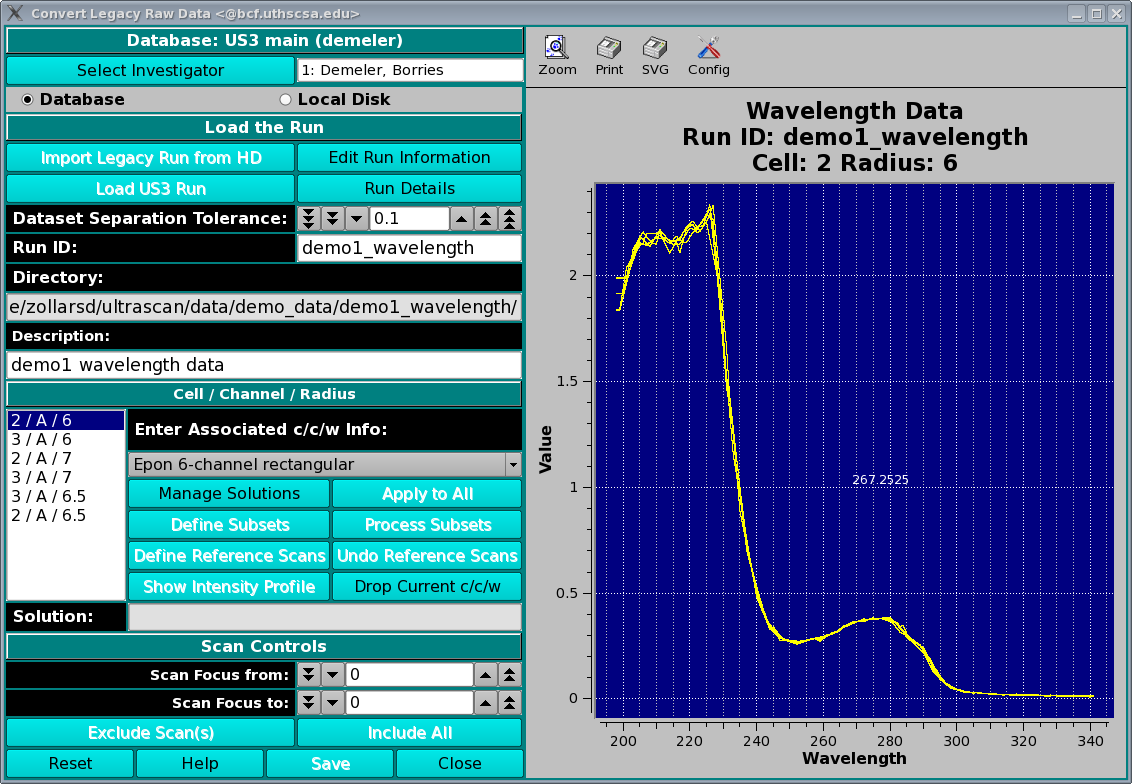 Convert Legacy Raw Data <@bcf.uthscsa.edu>
Database: US3 main (demeler)
Select Investigator
1: Demeler, Borries
Database
Local Disk
Load the Run
Import Legacy Run from HD
Edit Run Information
Load US3 Run
Run Details
Dataset Separation Tolerance:
0.1
Run ID:
demo1_wavelength
Directory:
e/zollarsd/ultrascan/data/demo_data/demo1_wavelength/
Description:
demo1 wavelength data
Cell / Channel / Radius
2 / A / 6
3 / A / 6
2 / A / 7
3 / A / 7
3 / A / 6.5
2 / A / 6.5
Enter Associated c/c/w Info:
Epon 6-channel rectangular
Manage Solutions
Apply to All
Define Subsets
Process Subsets
Define Reference Scans
Undo Reference Scans
Show Intensity Profile
Drop Current c/c/w
Solution:
Scan Controls
Scan Focus from:
0
Scan Focus to:
0
Exclude Scan(s)
Include All
Reset
Help
Save
Close
Zoom
Print
SVG
Config
Wavelength Data
Run ID: demo1_wavelength
Cell: 2 Radius: 6
Value
2
1.5
1
0.5
0
267.2525
200
220
240
260
280
300
320
340
Wavelength